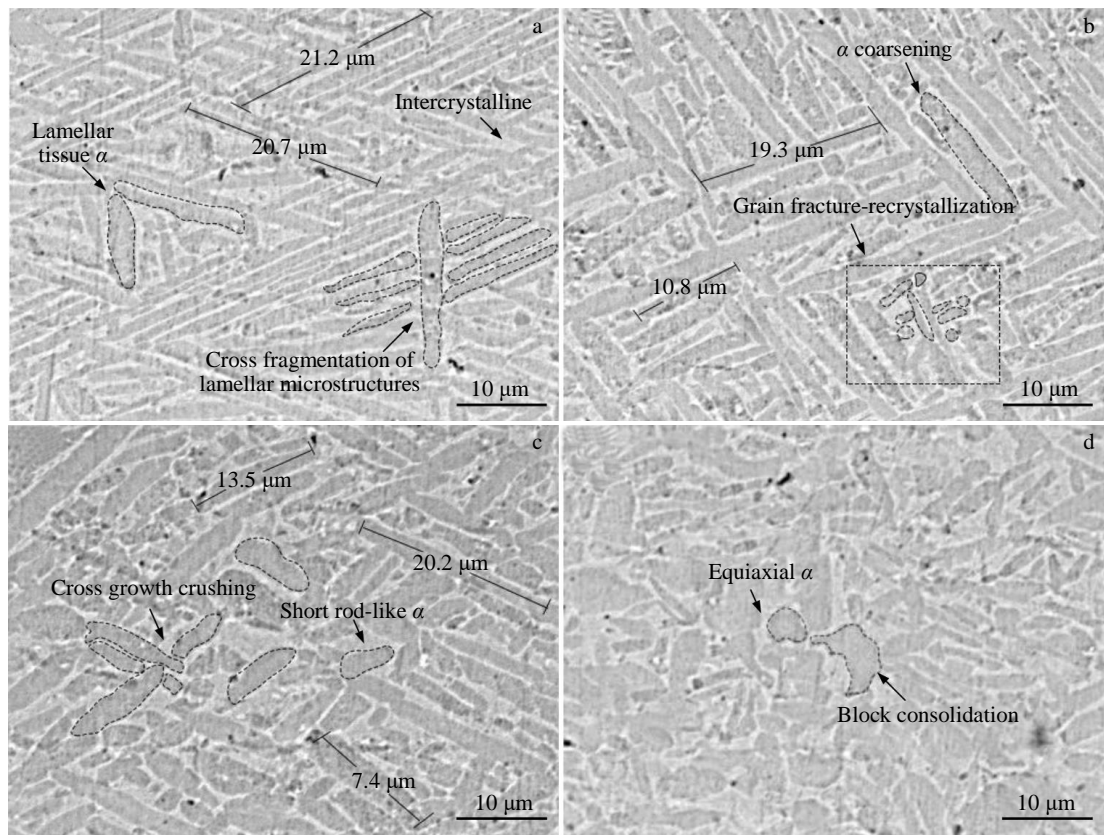 a
21.2 μm
Intercrystalline
Lamellar
tissue α
20.7 μm
Cross fragmentation of
lamellar microstructures
10 μm
b
α coarsening
19.3 μm
Grain fracture-recrystallization
10.8 μm
10 μm
c
13.5 μm
20.2 μm
Cross growth crushing
Short rod-like α
7.4 μm
10 μm
d
Equiaxial α
Block consolidation
10 μm